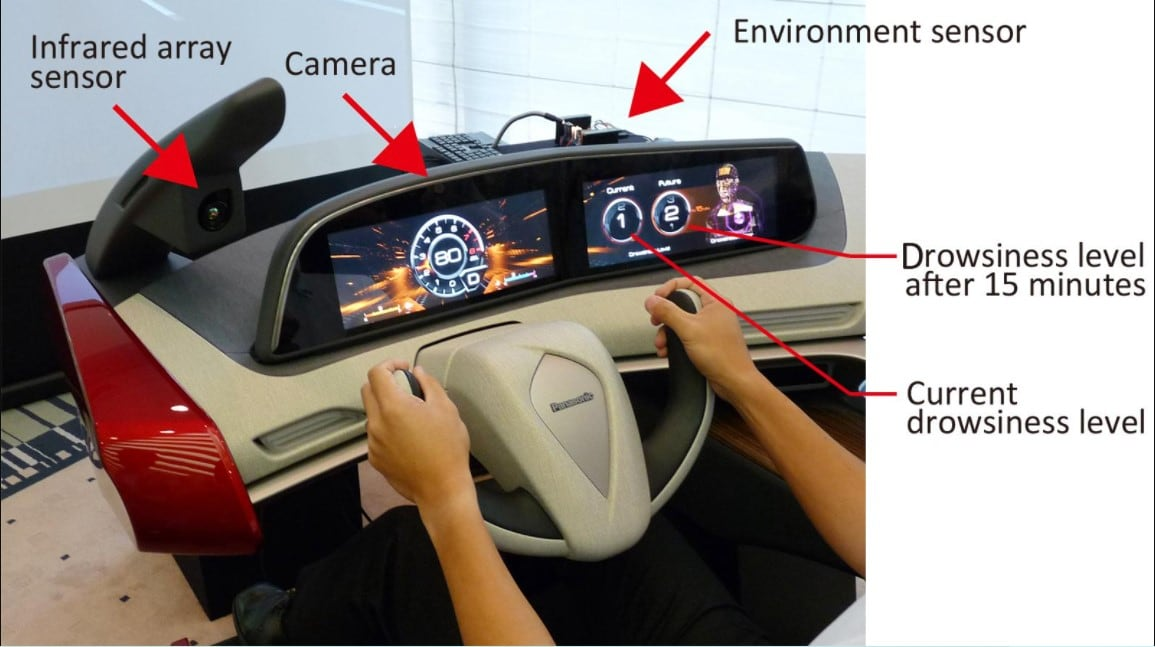 Infrared array
sensor
Camera
Environment sensor
Current
Future
1
2
80
D
Drowsiness level
after 15 minutes
Current
drowsiness level
Panasonic